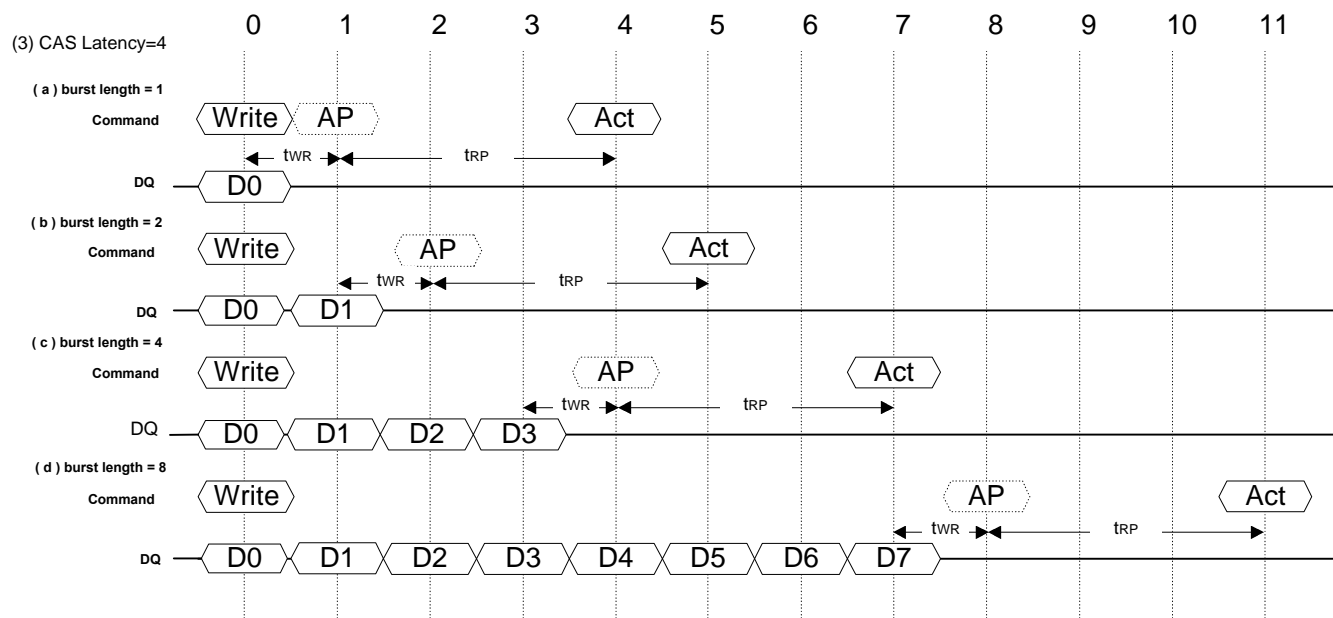 0 1 2 3 4 5 6 7 8 9 10 11
(3) CAS Latency=4
( a ) burst length = 1
Command Write AP Act
tWR tRP
DQ D0
( b ) burst length = 2
Command Write AP Act
tWR tRP
DQ D0 D1
( c ) burst length = 4
Command Write AP Act
tWR tRP
DQ D0 D1 D2 D3
( d ) burst length = 8
Command Write AP Act
tWR tRP
DQ D0 D1 D2 D3 D4 D5 D6 D7